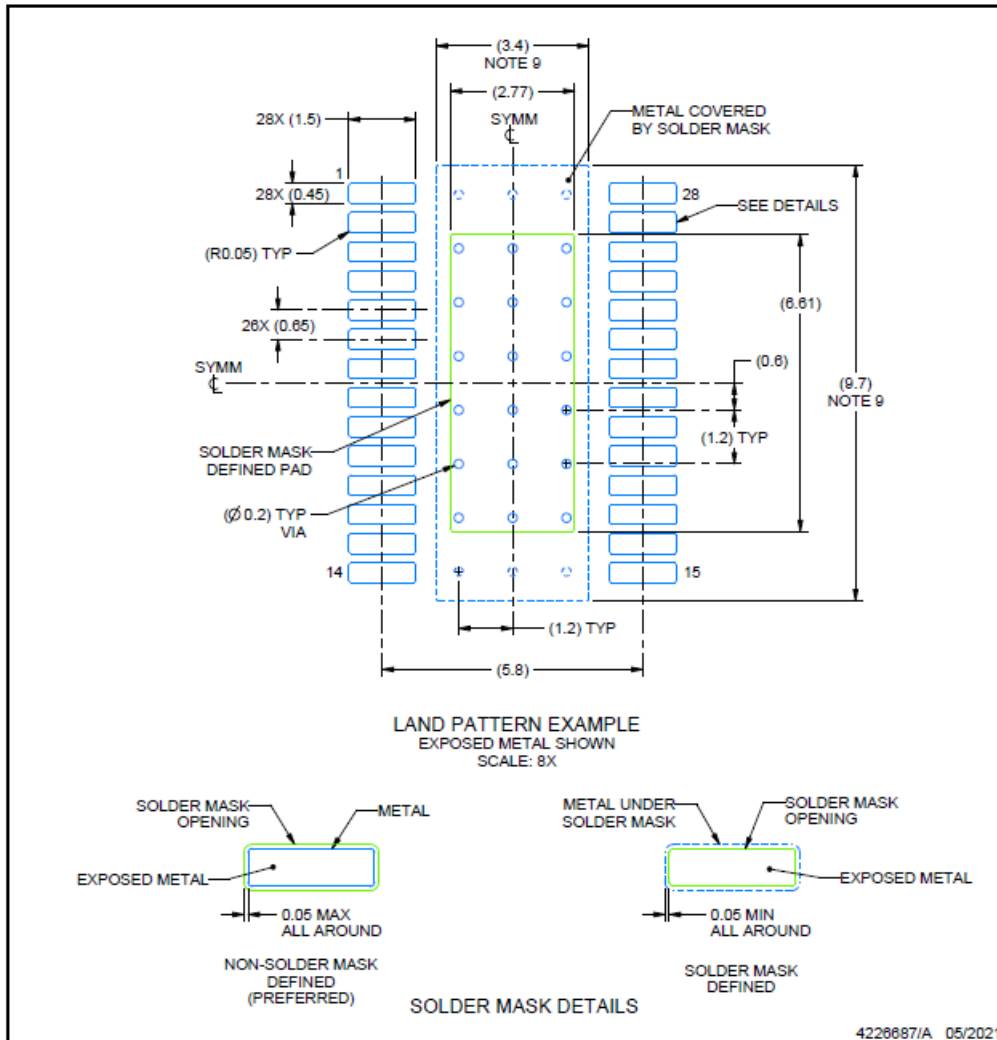 (3.4)
NOTE 9
(2.77)
SYMM
METAL COVERED
BY SOLDER MASK
28X (1.5)
1
28X (0.45)
28
SEE DETAILS
(R0.05) TYP
(6.61)
26X (0.65)
(0.6)
SYMM
(9.7)
NOTE 9
(1.2) TYP
SOLDER MASK
DEFINED PAD
(Ø 0.2) TYP
VIA
14
15
(1.2) TYP
(5.8)
LAND PATTERN EXAMPLE
EXPOSED METAL SHOWN
SCALE: 8X
SOLDER MASK
OPENING
METAL
EXPOSED METAL
0.05 MAX
ALL AROUND
NON-SOLDER MASK
DEFINED
(PREFERRED)
METAL UNDER
SOLDER MASK
SOLDER MASK
OPENING
EXPOSED METAL
0.05 MIN
ALL AROUND
SOLDER MASK
DEFINED
SOLDER MASK DETAILS
4226687/A 05/2021